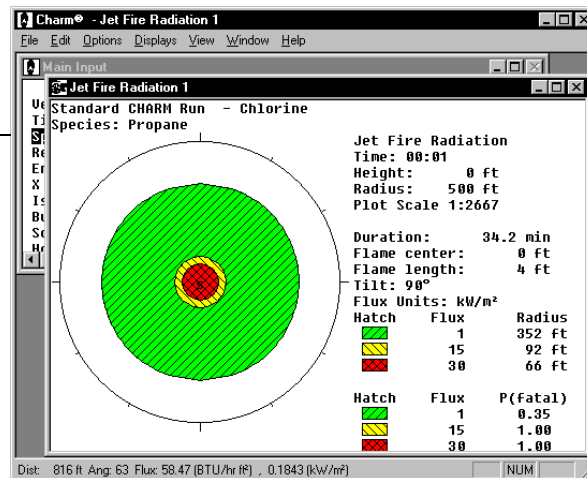 Charm® - Jet Fire Radiation 1
File Edit Options Displays View Window Help
Main Input
Jet Fire Radiation 1
Standard CHARM Run - Chlorine
Species: Propane
Jet Fire Radiation
Time: 00:01
Height: 0 ft
Radius: 500 ft
Plot Scale 1:2667
Duration: 34.2 min
Flame center: 0 ft
Flame length: 4 ft
Tilt: 90°
Flux Units: kW/m²
Hatch Flux Radius
1 352 ft
15 92 ft
30 66 ft
Hatch Flux P(fatal)
1 0.35
15 1.00
30 1.00
Dist: 816 ft Ang: 63 Flux: 58.47 (BTU/hr ft²) , 0.1843 (kW/m²)
NUM